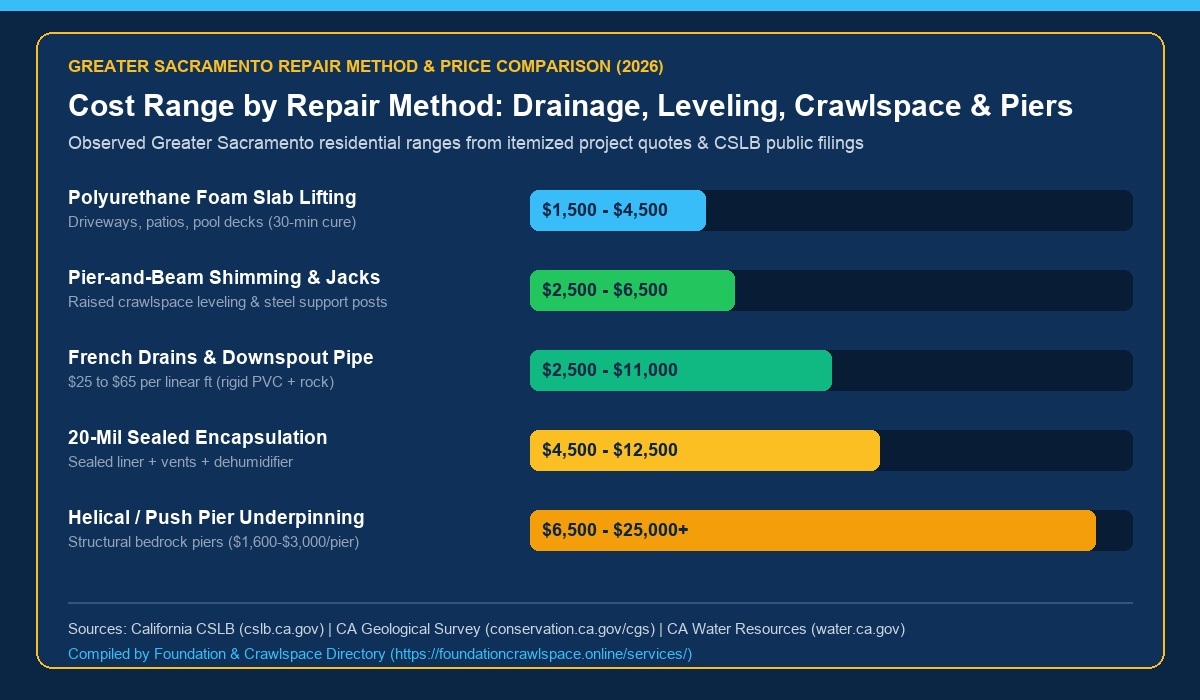 GREATER SACRAMENTO REPAIR METHOD & PRICE COMPARISON (2026)
Cost Range by Repair Method: Drainage, Leveling, Crawlspace & Piers
Observed Greater Sacramento residential ranges from itemized project quotes & CSLB public filings
Polyurethane Foam Slab Lifting
Driveways, patios, pool decks (30-min cure)
$1,500 - $4,500
Pier-and-Beam Shimming & Jacks
Raised crawlspace leveling & steel support posts
$2,500 - $6,500
French Drains & Downspout Pipe
$25 to $65 per linear ft (rigid PVC + rock)
$2,500 - $11,000
20-Mil Sealed Encapsulation
Sealed liner + vents + dehumidifier
$4,500 - $12,500
Helical / Push Pier Underpinning
Structural bedrock piers ($1,600-$3,000/pier)
$6,500 - $25,000+
Sources: California CSLB (cslb.ca.gov) | CA Geological Survey (conservation.ca.gov/cgs) | CA Water Resources (water.ca.gov)
Compiled by Foundation & Crawlspace Directory (https://foundationcrawlspace.online/services/)